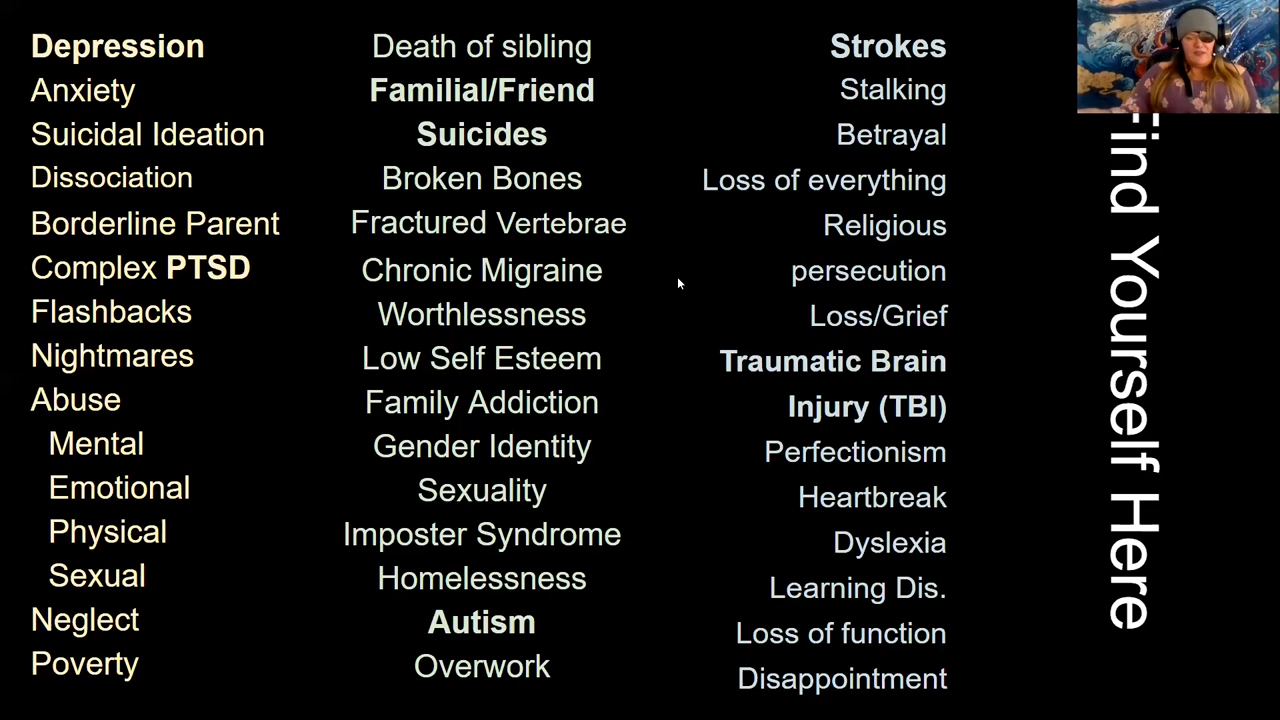 Depression
Anxiety
Suicidal Ideation
Dissociation
Borderline Parent
Complex PTSD
Flashbacks
Nightmares
Abuse
Mental
Emotional
Physical
Sexual
Neglect
Poverty
Death of sibling
Familial/Friend
Suicides
Broken Bones
Fractured Vertebrae
Chronic Migraine
Worthlessness
Low Self Esteem
Family Addiction
Gender Identity
Sexuality
Imposter Syndrome
Homelessness
Autism
Overwork
Strokes
Stalking
Betrayal
Loss of everything
Religious
persecution
Loss/Grief
Traumatic Brain
Injury (TBI)
Perfectionism
Heartbreak
Dyslexia
Learning Dis.
Loss of function
Disappointment
Find Yourself Here